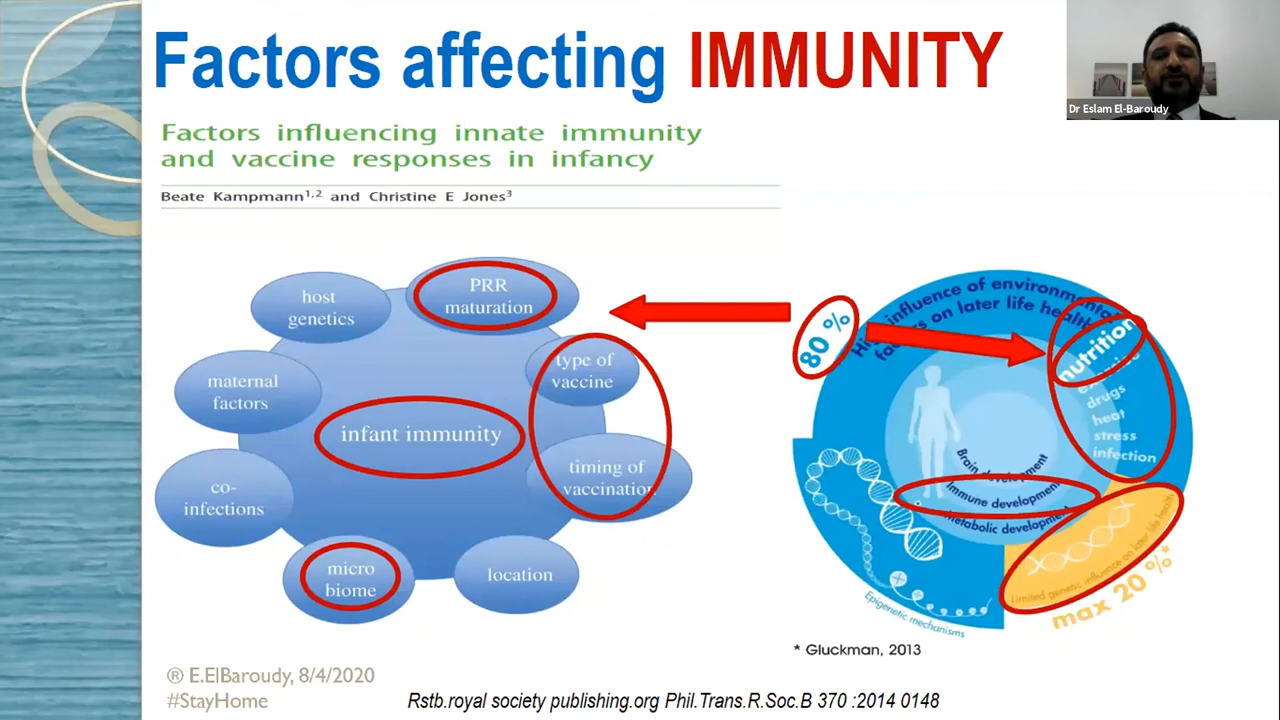 Factors affecting IMMUNITY
Dr Eslam El-Baroudy
Factors influencing innate immunity
and vaccine responses in infancy
Beate Kampmann1,2 and Christine E Jones3
PRR
maturation
host
genetics
type of
vaccine
maternal
factors
infant immunity
timing of
vaccination
co-
infections
micro
biome
location
80 %
influence of environmental
factors on later life health
nutrition
exercise
drugs
heat
stress
infection
Brain development
Immune development
metabolic development
Epigenetic mechanisms
Limited genetic influence on later life health
max 20 %*
* Gluckman, 2013
® E.ElBaroudy, 8/4/2020
#StayHome
Rstb.royal society publishing.org Phil.Trans.R.Soc.B 370 :2014 0148